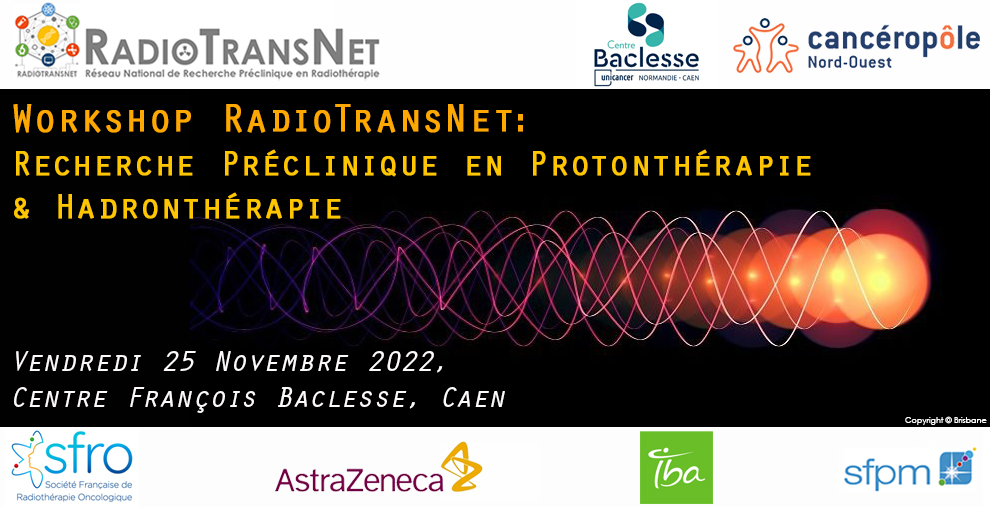 RADIOTRANSNET
RADIOTRANSNET
Réseau National de Recherche Préclinique en Radiothérapie
Centre
Baclesse
unicancer NORMANDIE - CAEN
cancéropôle
Nord-Ouest
WORKSHOP RADIOTRANSNET:
RECHERCHE PRÉCLINIQUE EN PROTONTHÉRAPIE
& HADRONTHÉRAPIE
VENDREDI 25 NOVEMBRE 2022,
CENTRE FRANÇOIS BACLESSE, CAEN
Copyright © Brisbane
sfro
Société Française de
Radiothérapie Oncologique
AstraZeneca
iba
sfpm